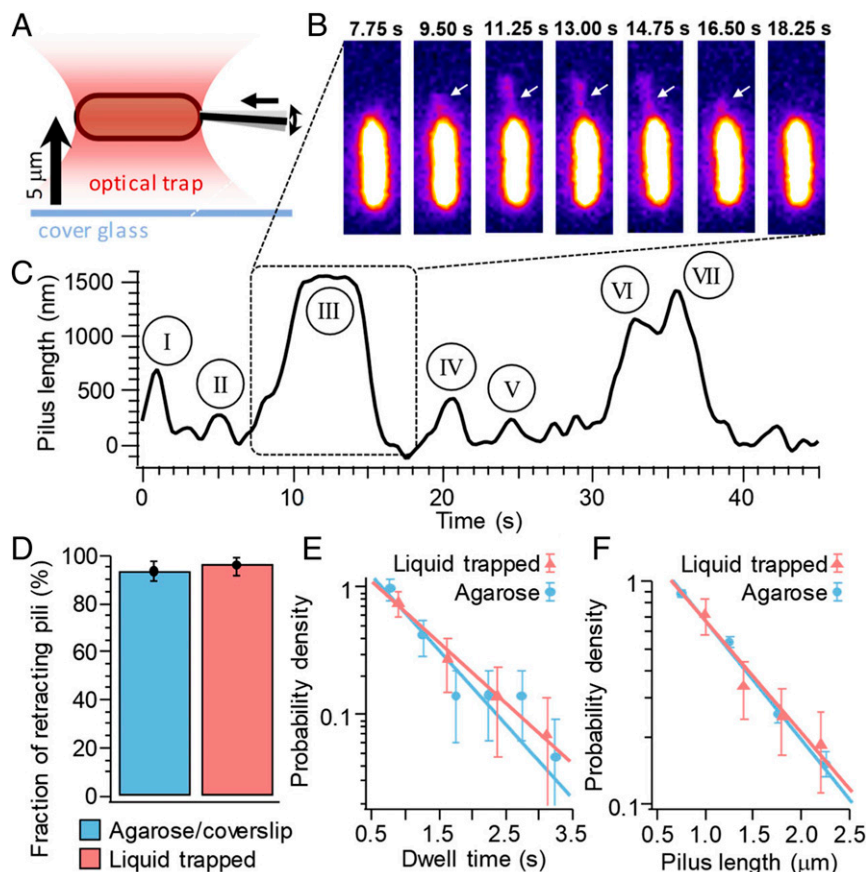 A
5 μm
optical trap
cover glass
B
7.75 s 9.50 s 11.25 s 13.00 s 14.75 s 16.50 s 18.25 s
C
Pilus length (nm)
1500
1000
500
0
I
II
III
IV
V
VI
VII
0 10 20 30 40
Time (s)
D
Fraction of retracting pili (%)
100
80
60
40
20
0
Agarose/coverslip
Liquid trapped
E
Liquid trapped
Agarose
Probability density
1
0.1
0.5 1.5 2.5 3.5
Dwell time (s)
F
Liquid trapped
Agarose
Probability density
1
0.1
0.5 1.0 1.5 2.0 2.5
Pilus length (μm)